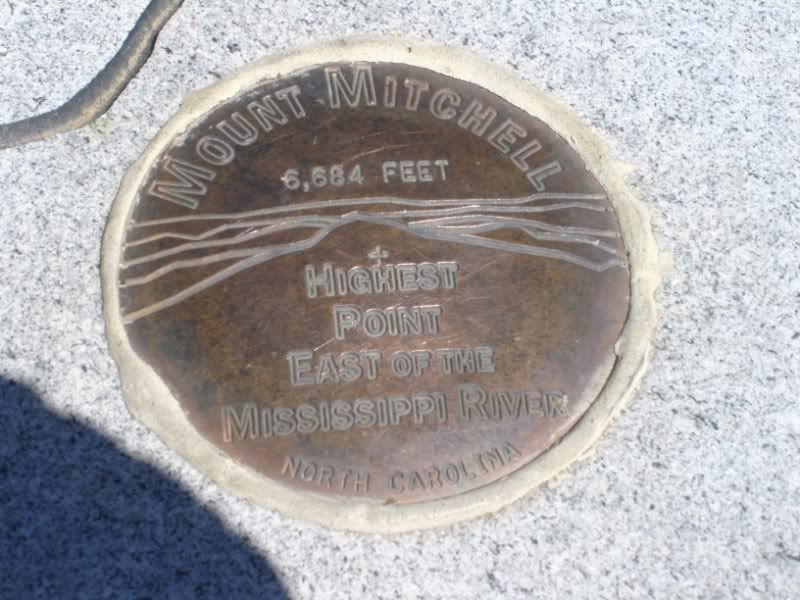 MOUNT MITCHELL
6,684 FEET
HIGHEST
POINT
EAST OF THE
MISSISSIPPI RIVER
NORTH CAROLINA